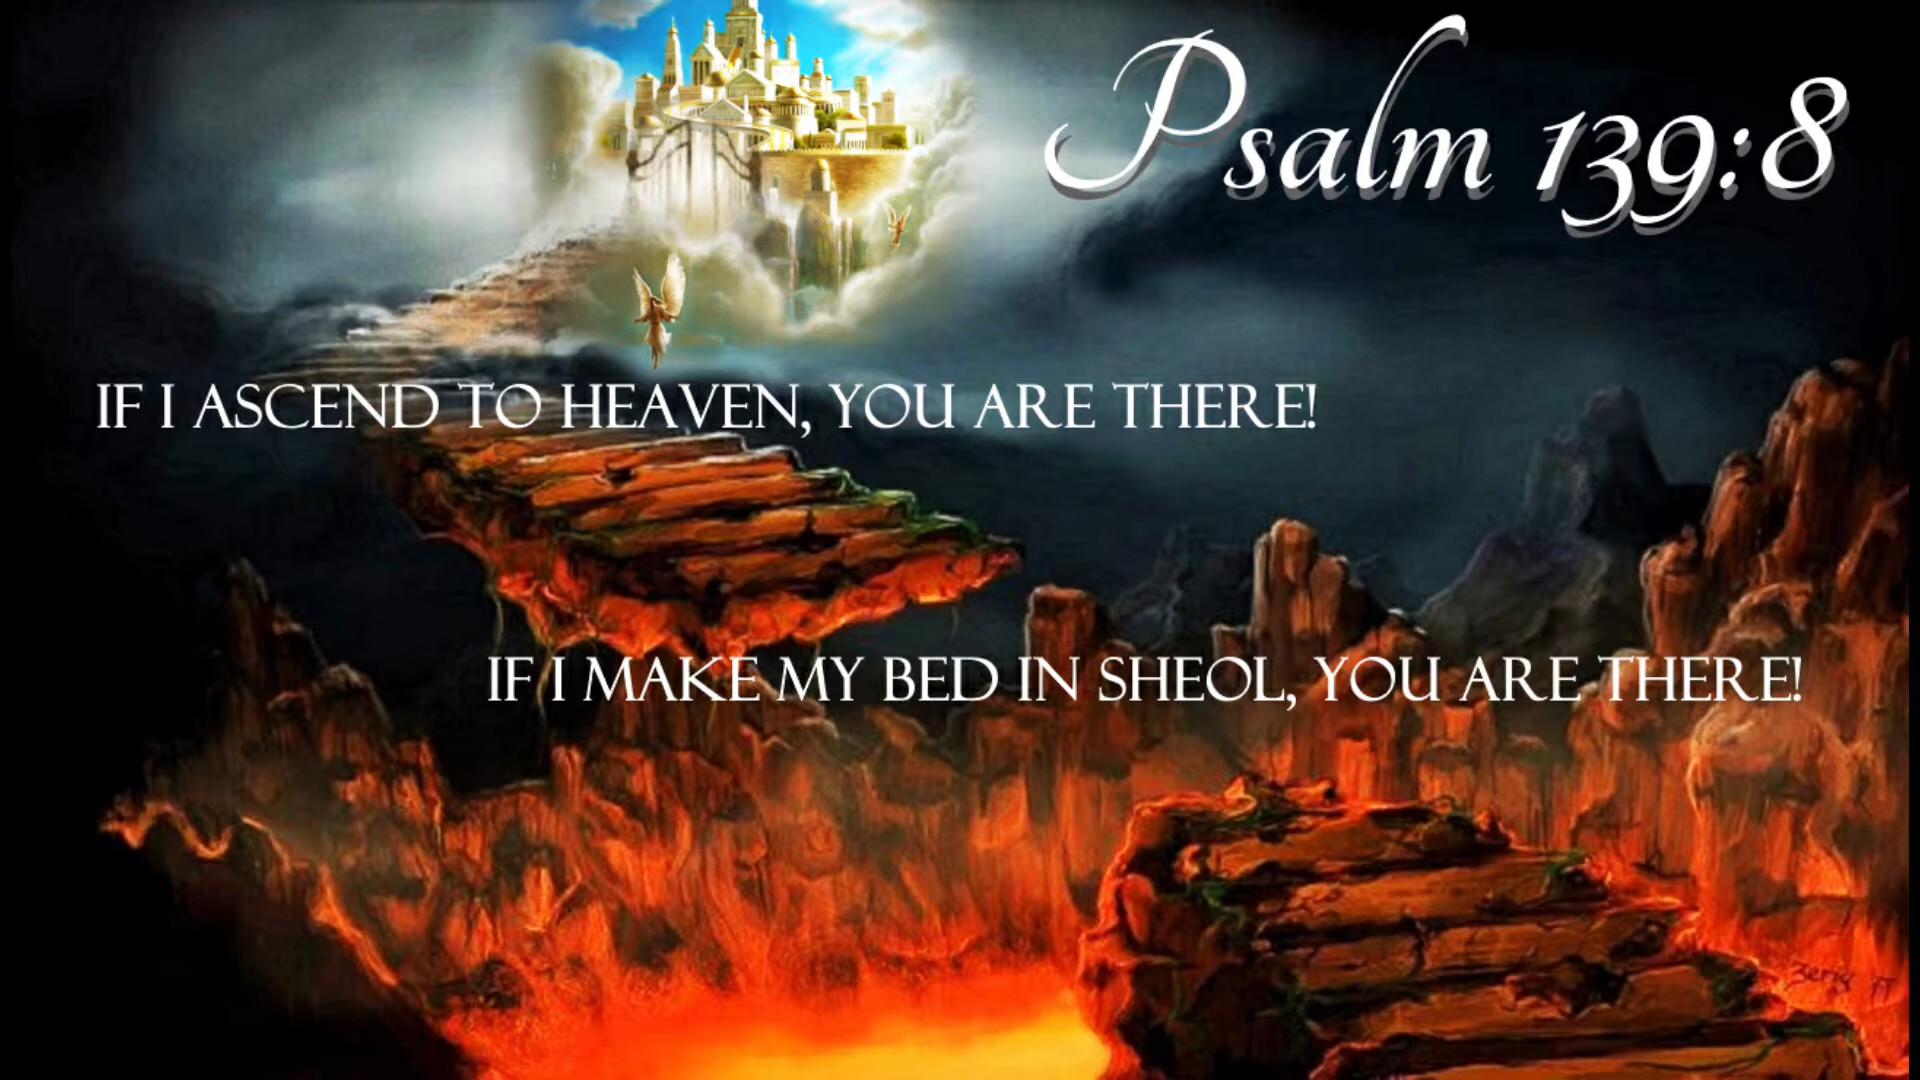 Psalm 139:8
IF I ASCEND TO HEAVEN, YOU ARE THERE!
IF I MAKE MY BED IN SHEOL, YOU ARE THERE!